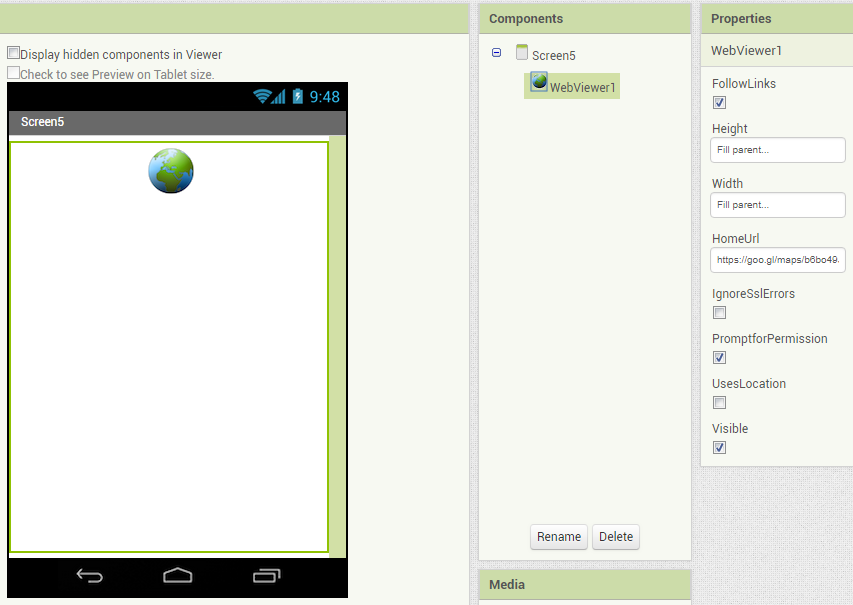 Display hidden components in Viewer
Check to see Preview on Tablet size.
9:48
Screen5
Components
Screen5
WebViewer1
Rename
Delete
Media
Properties
WebViewer1
FollowLinks
Height
Fill parent...
Width
Fill parent...
HomeUrl
https://goo.gl/maps/b6bo49
IgnoreSslErrors
PromptforPermission
UsesLocation
Visible